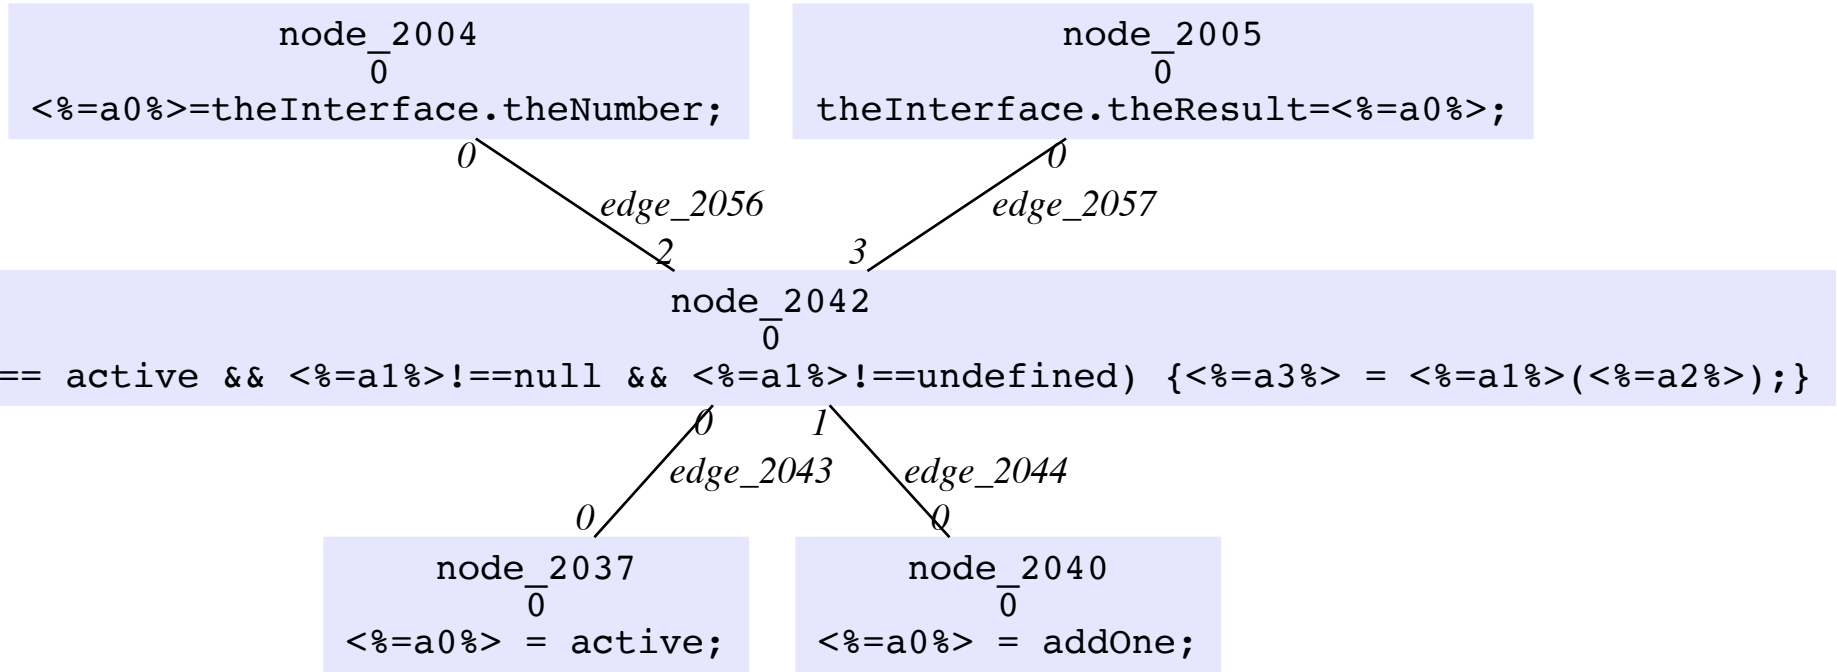 node_2004
0
<%=a0%>=theInterface.theNumber;
node_2005
0
theInterface.theResult=<%=a0%>;
0
0
edge_2056
edge_2057
2
3
node_2042
0
== active && <%=a1%>!==null && <%=a1%>!==undefined) {<%=a3%> = <%=a1%>(<%=a2%>);}
0
1
edge_2043
edge_2044
0
0
node_2037
0
<%=a0%> = active;
node_2040
0
<%=a0%> = addOne;